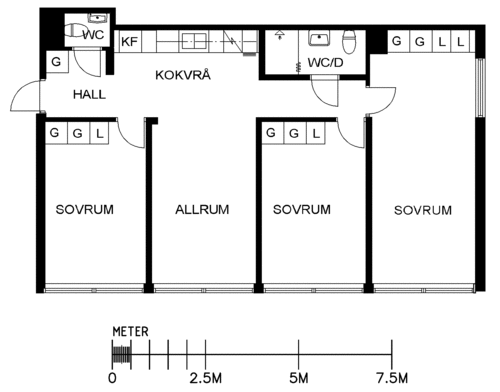 WC
KF
WC/D
G G L L
G
KOKVRÅ
HALL
G G L
G G L
SOVRUM
ALLRUM
SOVRUM
SOVRUM
METER
0 2.5M 5M 7.5M